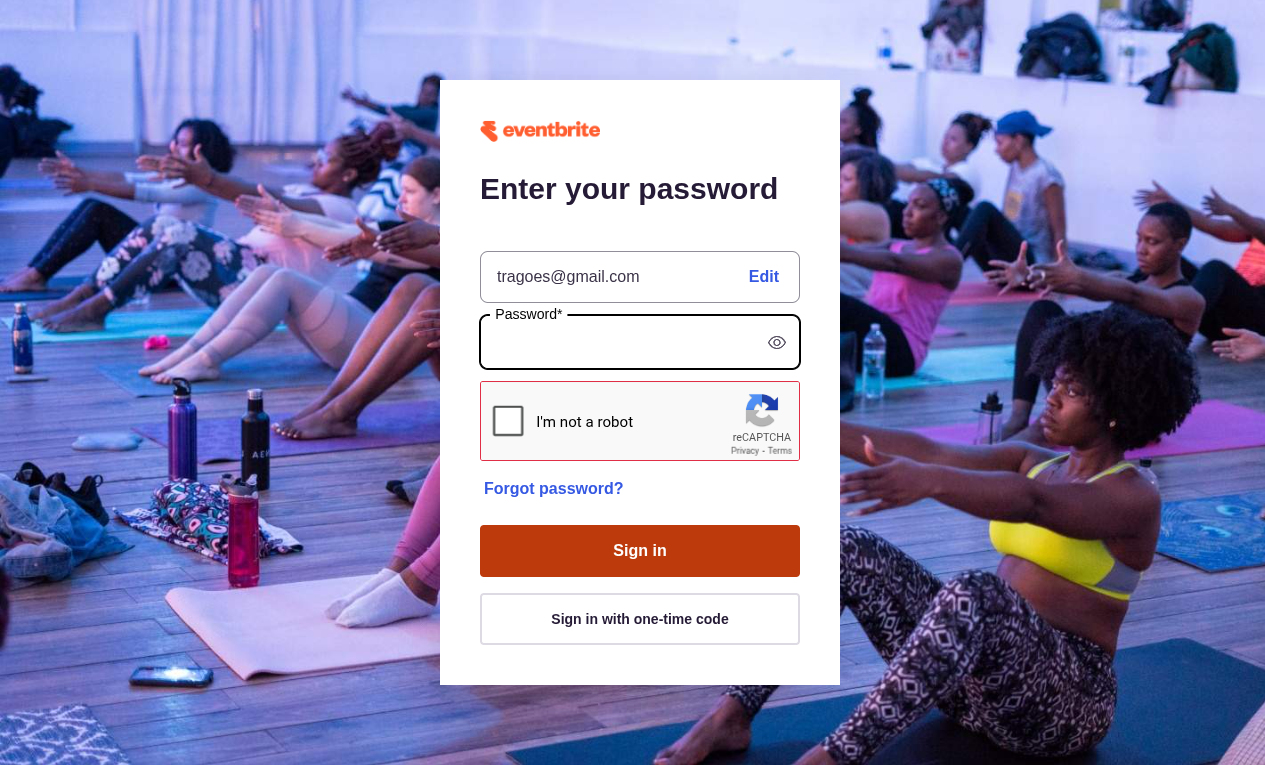 eventbrite
Enter your password
tragoes@gmail.com Edit
Password*
I'm not a robot
reCAPTCHA
Privacy - Terms
Forgot password?
Sign in
Sign in with one-time code